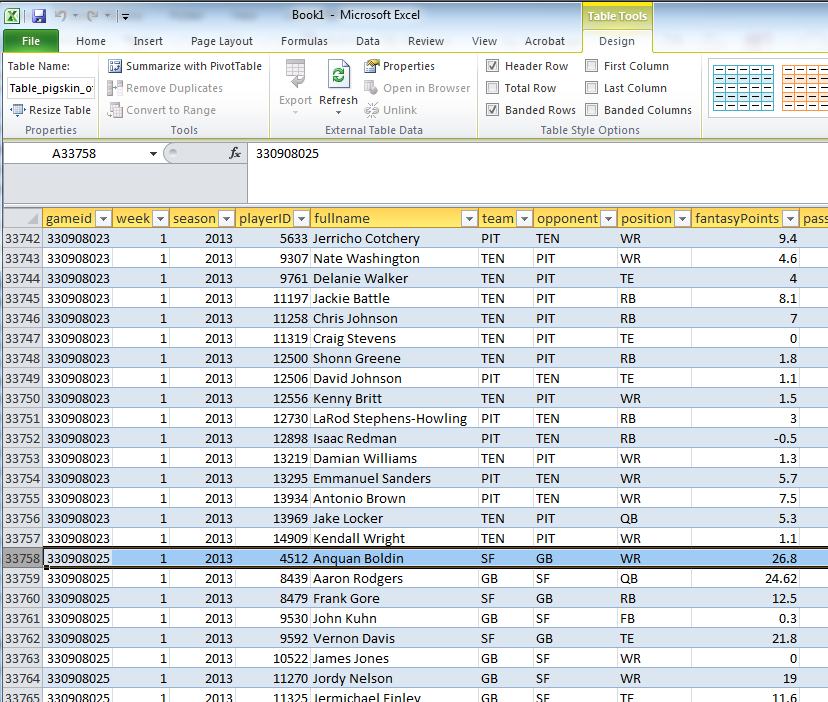 Book1 - Microsoft Excel
Table Tools
File Home Insert Page Layout Formulas Data Review View Acrobat Design
Table Name: Summarize with PivotTable Properties Header Row First Column
Table_pigskin_o Remove Duplicates Export Refresh Open in Browser Total Row Last Column
Resize Table Convert to Range Unlink Banded Rows Banded Columns
Properties Tools External Table Data Table Style Options
A33758 fx 330908025
gameid week season playerID fullname team opponent position fantasyPoints pass
33742 330908023 1 2013 5633 Jerricho Cotchery PIT TEN WR 9.4
33743 330908023 1 2013 9307 Nate Washington TEN PIT WR 4.6
33744 330908023 1 2013 9761 Delanie Walker TEN PIT TE 4
33745 330908023 1 2013 11197 Jackie Battle TEN PIT RB 8.1
33746 330908023 1 2013 11258 Chris Johnson TEN PIT RB 7
33747 330908023 1 2013 11319 Craig Stevens TEN PIT TE 0
33748 330908023 1 2013 12500 Shonn Greene TEN PIT RB 1.8
33749 330908023 1 2013 12506 David Johnson PIT TEN TE 1.1
33750 330908023 1 2013 12556 Kenny Britt TEN PIT WR 1.5
33751 330908023 1 2013 12730 LaRod Stephens-Howling PIT TEN RB 3
33752 330908023 1 2013 12898 Isaac Redman PIT TEN RB -0.5
33753 330908023 1 2013 13219 Damian Williams TEN PIT WR 1.3
33754 330908023 1 2013 13295 Emmanuel Sanders PIT TEN WR 5.7
33755 330908023 1 2013 13934 Antonio Brown PIT TEN WR 7.5
33756 330908023 1 2013 13969 Jake Locker TEN PIT QB 5.3
33757 330908023 1 2013 14909 Kendall Wright TEN PIT WR 1.1
33758 330908025 1 2013 4512 Anquan Boldin SF GB WR 26.8
33759 330908025 1 2013 8439 Aaron Rodgers GB SF QB 24.62
33760 330908025 1 2013 8479 Frank Gore SF GB RB 12.5
33761 330908025 1 2013 9530 John Kuhn GB SF FB 0.3
33762 330908025 1 2013 9592 Vernon Davis SF GB TE 21.8
33763 330908025 1 2013 10522 James Jones GB SF WR 0
33764 330908025 1 2013 11270 Jordy Nelson GB SF WR 19
33765 330908025 1 2013 11325 Jermichael Finley GB SF TE 11.6